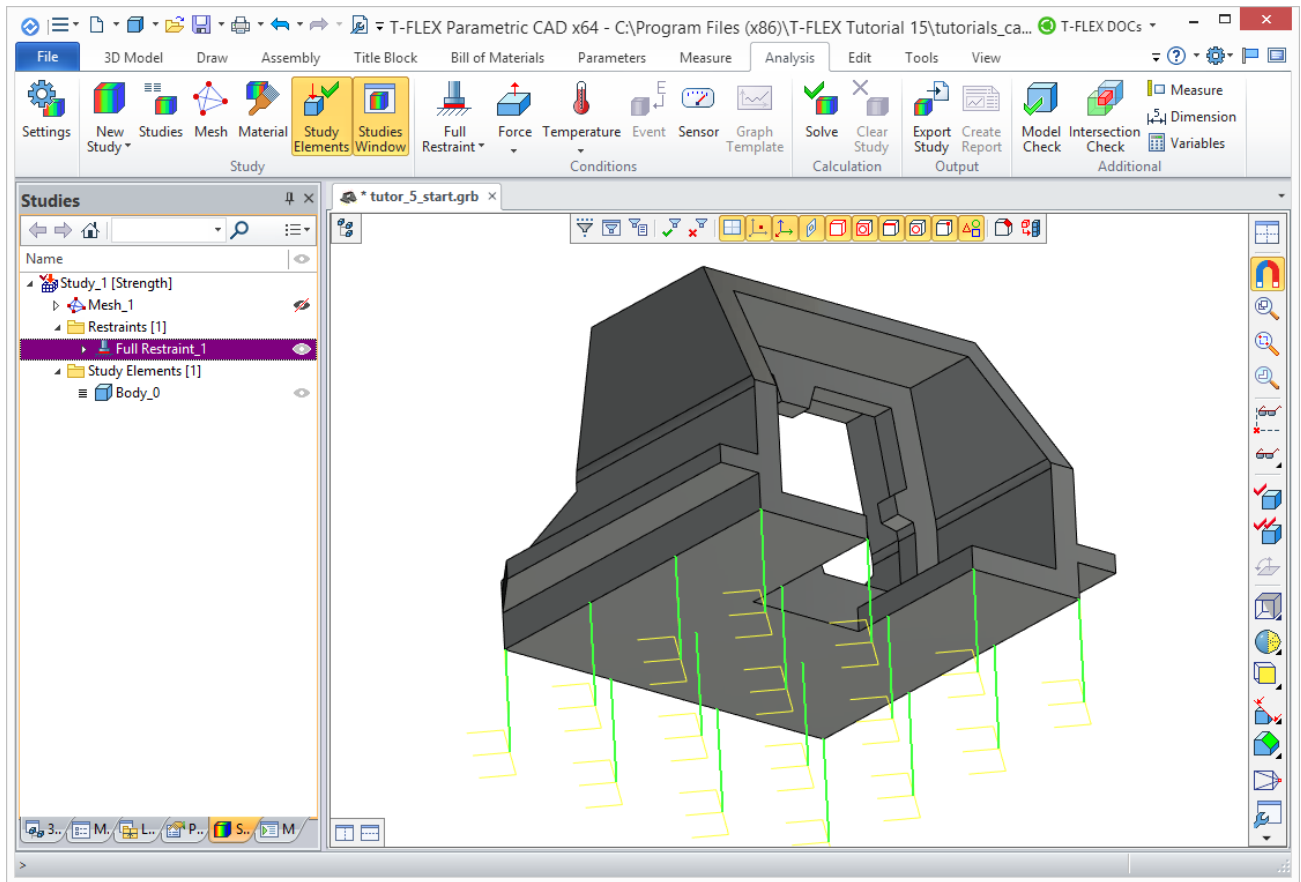 T-FLEX Parametric CAD x64 - C:\Program Files (x86)\T-FLEX Tutorial 15\tutorials_ca... T-FLEX DOCs
File 3D Model Draw Assembly Title Block Bill of Materials Parameters Measure Analysis Edit Tools View
Settings New Study Studies Mesh Material Study Elements Studies Window
Full Restraint Force Temperature Event Sensor Graph Template
Solve Clear Study Export Study Create Report Model Check Intersection Check
Measure
Dimension
Variables
Study Conditions Calculation Output Additional
Studies
* tutor_5_start.grb
Name
Study_1 [Strength]
Mesh_1
Restraints [1]
Full Restraint_1
Study Elements [1]
Body_0
3.. M. L.. P.. S.. M
>